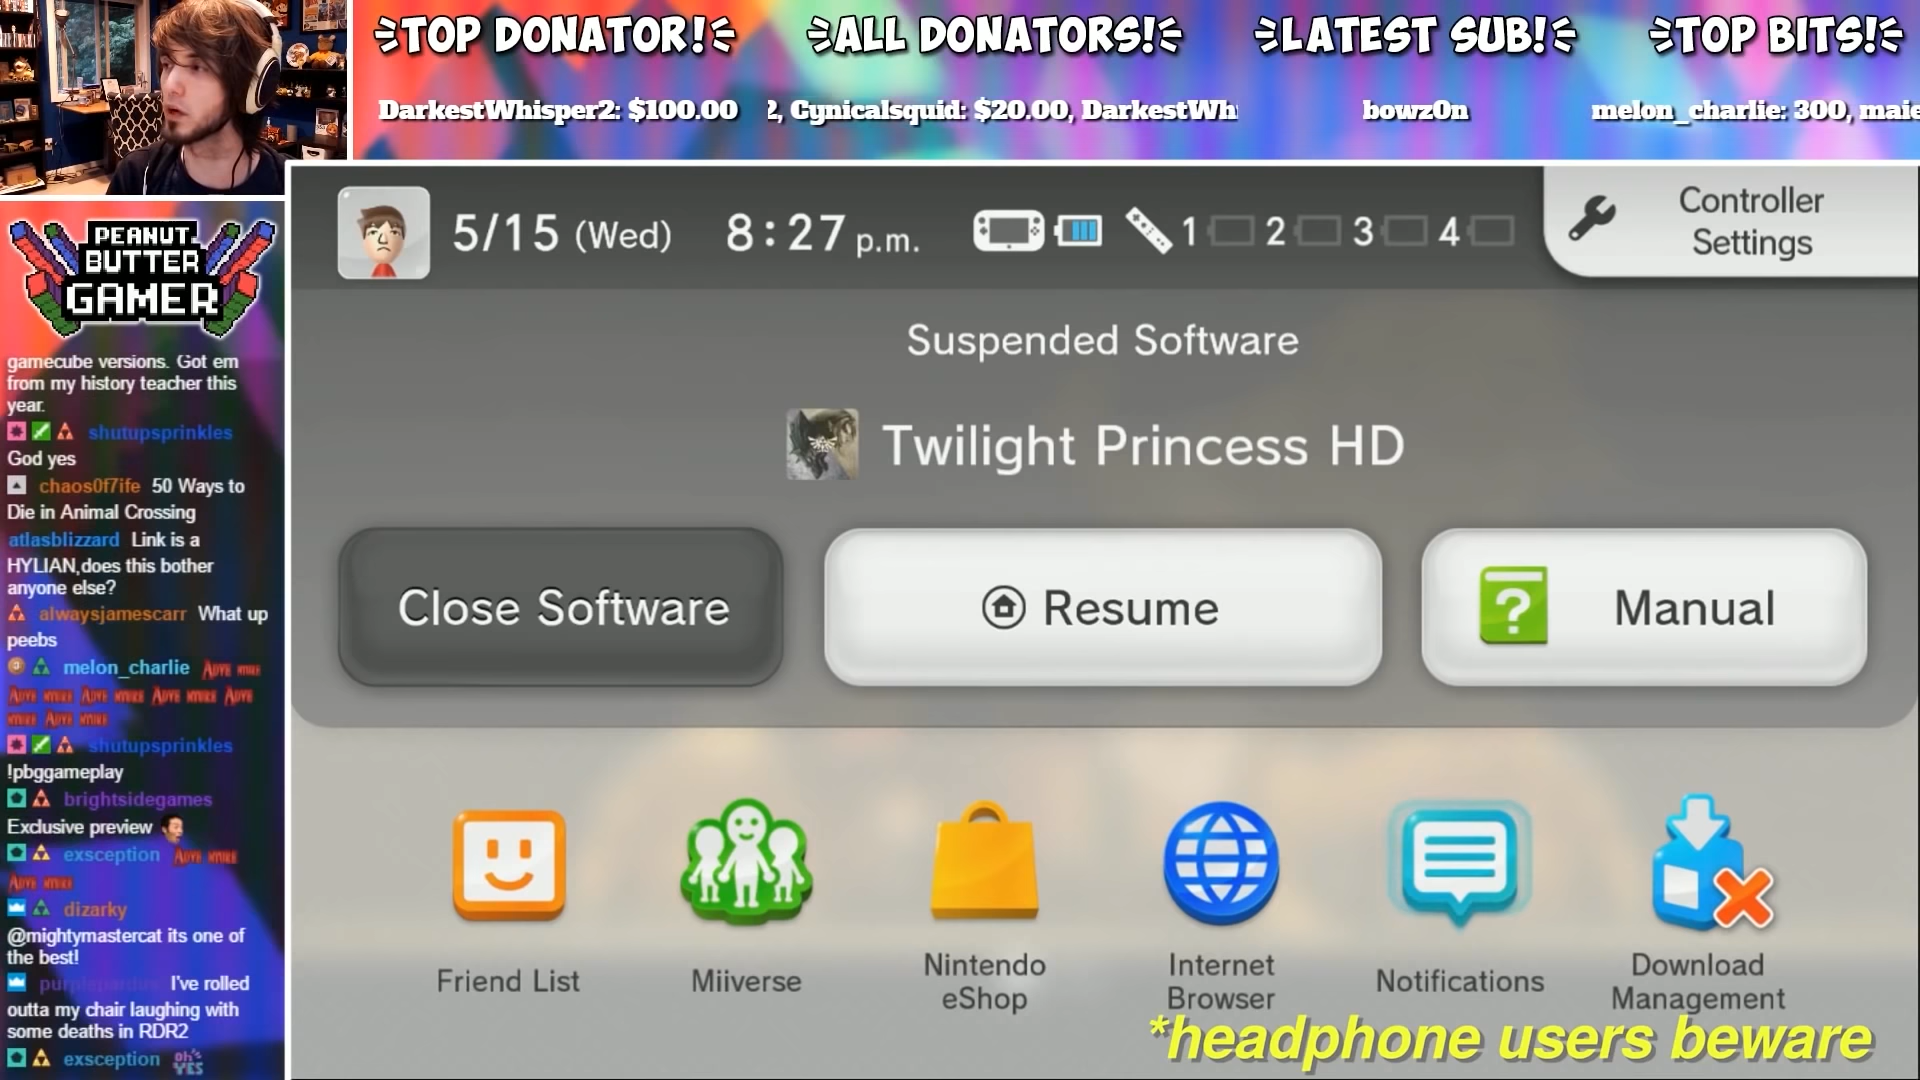 TOP DONATOR!
ALL DONATORS!
LATEST SUB!
TOP BITS!
DarkestWhisper2: $100.00
2, Cynicalsquid: $20.00, DarkestWh
bowz0n
melon_charlie: 300, maie
PEANUT
BUTTER
GAMER
gamecube versions. Got em
from my history teacher this
year.
shutupsprinkles
God yes
chaos0f7ife 50 Ways to
Die in Animal Crossing
atlasblizzard Link is a
HYLIAN,does this bother
anyone else?
alwaysjamescarr What up
peebs
melon_charlie
shutupsprinkles
!pbggameplay
brightsidegames
Exclusive preview
exsception
dizarky
@mightymastercat its one of
the best!
I've rolled
outta my chair laughing with
some deaths in RDR2
exsception oh's YES
5/15 (Wed) 8:27 p.m. 1 2 3 4
Controller
Settings
Suspended Software
Twilight Princess HD
Close Software
Resume
? Manual
Friend List
Miiverse
Nintendo
eShop
Internet
Browser
Notifications
Download
Management
*headphone users beware